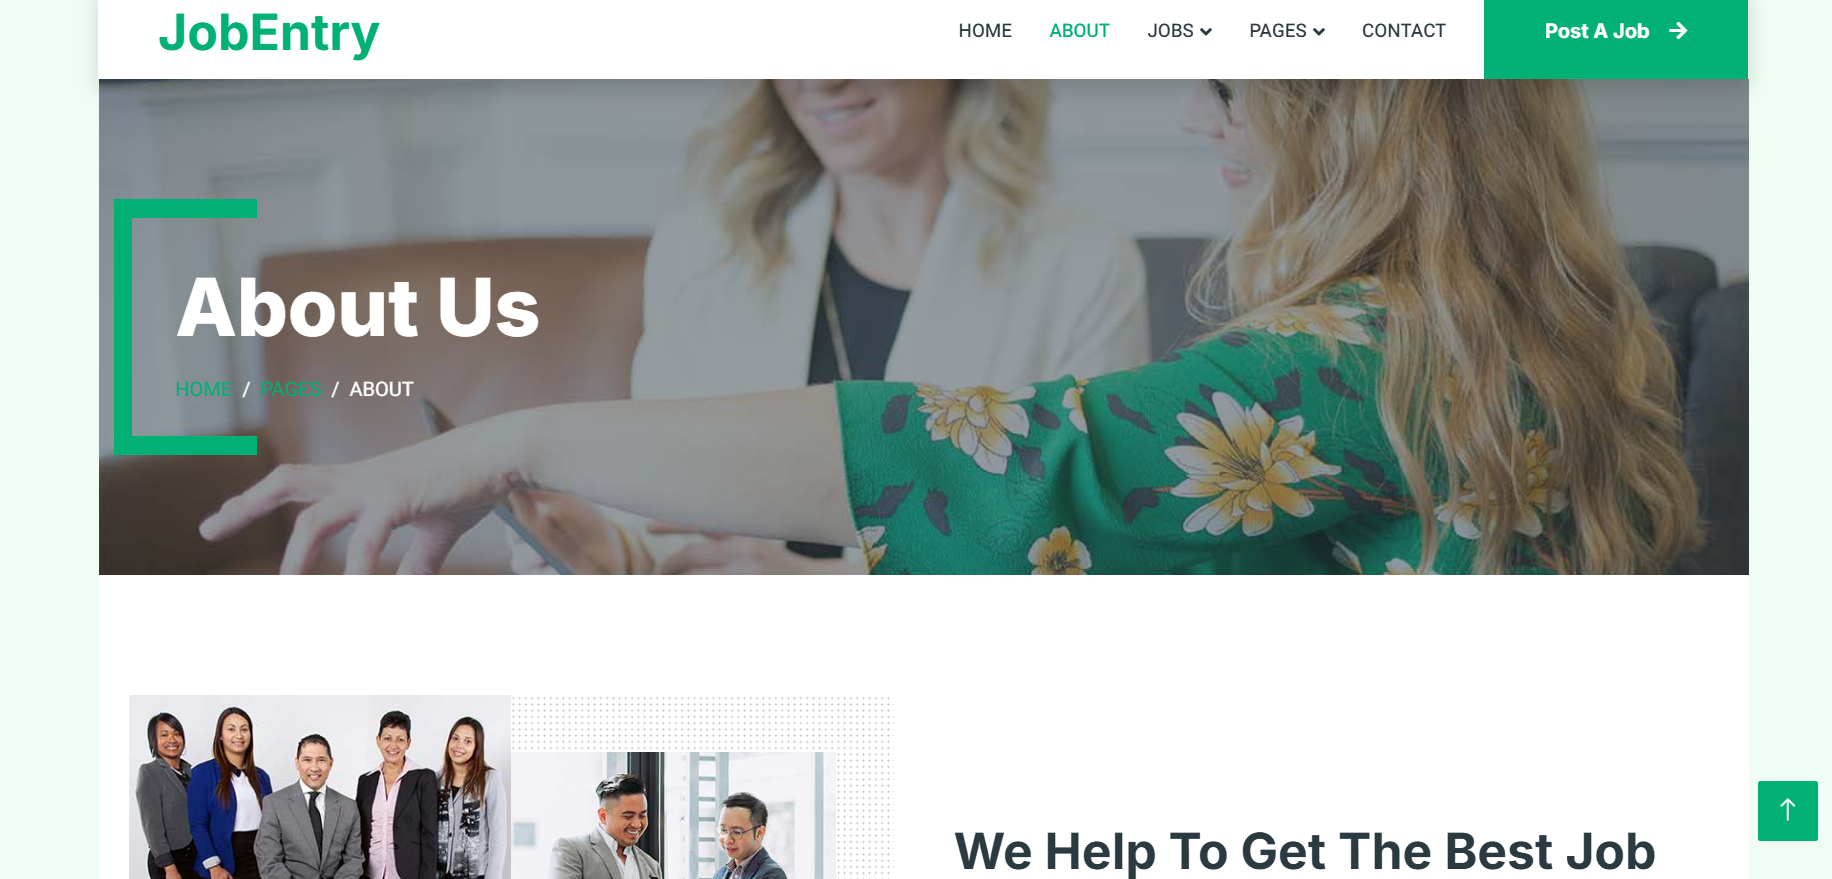 JobEntry
HOME ABOUT JOBS PAGES CONTACT Post A Job
About Us
HOME / PAGES / ABOUT
We Help To Get The Best Job